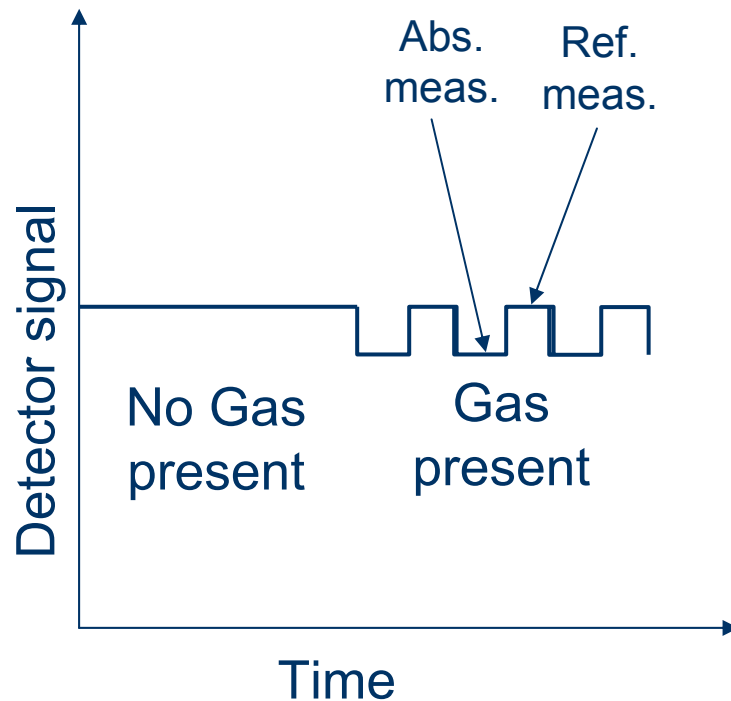 Abs.
meas.
Ref.
meas.
Detector signal
No Gas
present
Gas
present
Time